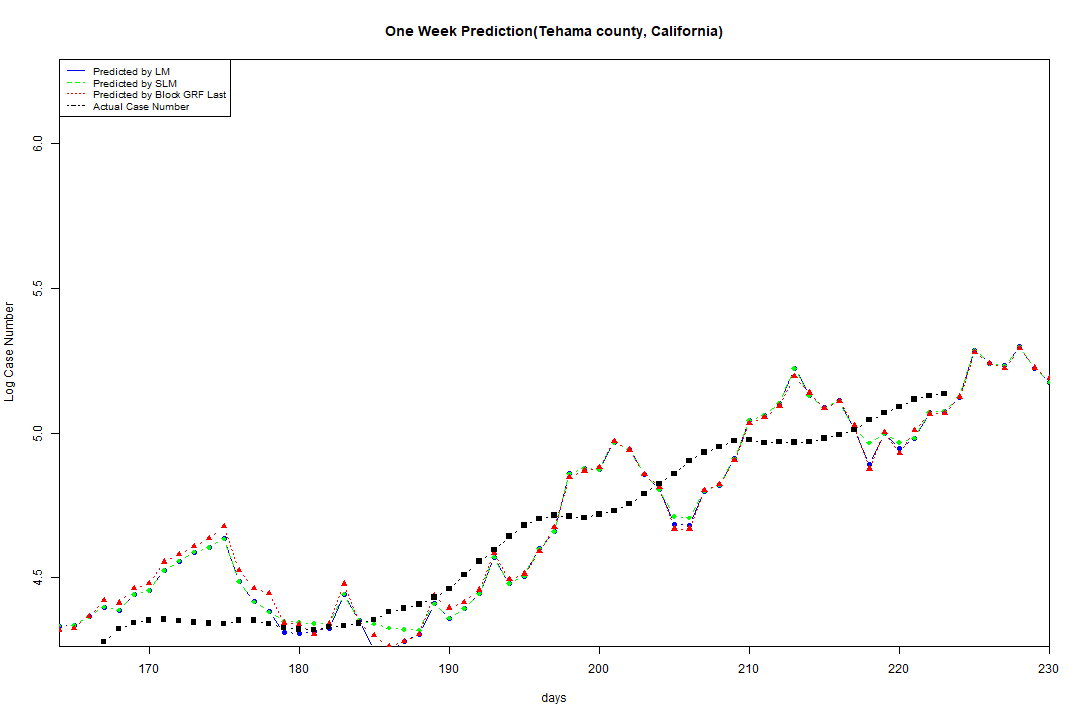 One Week Prediction(Tehama county, California)
Predicted by LM
Predicted by SLM
Predicted by Block GRF Last
Actual Case Number
Log Case Number
6.0
5.5
5.0
4.5
170 180 190 200 210 220 230
days